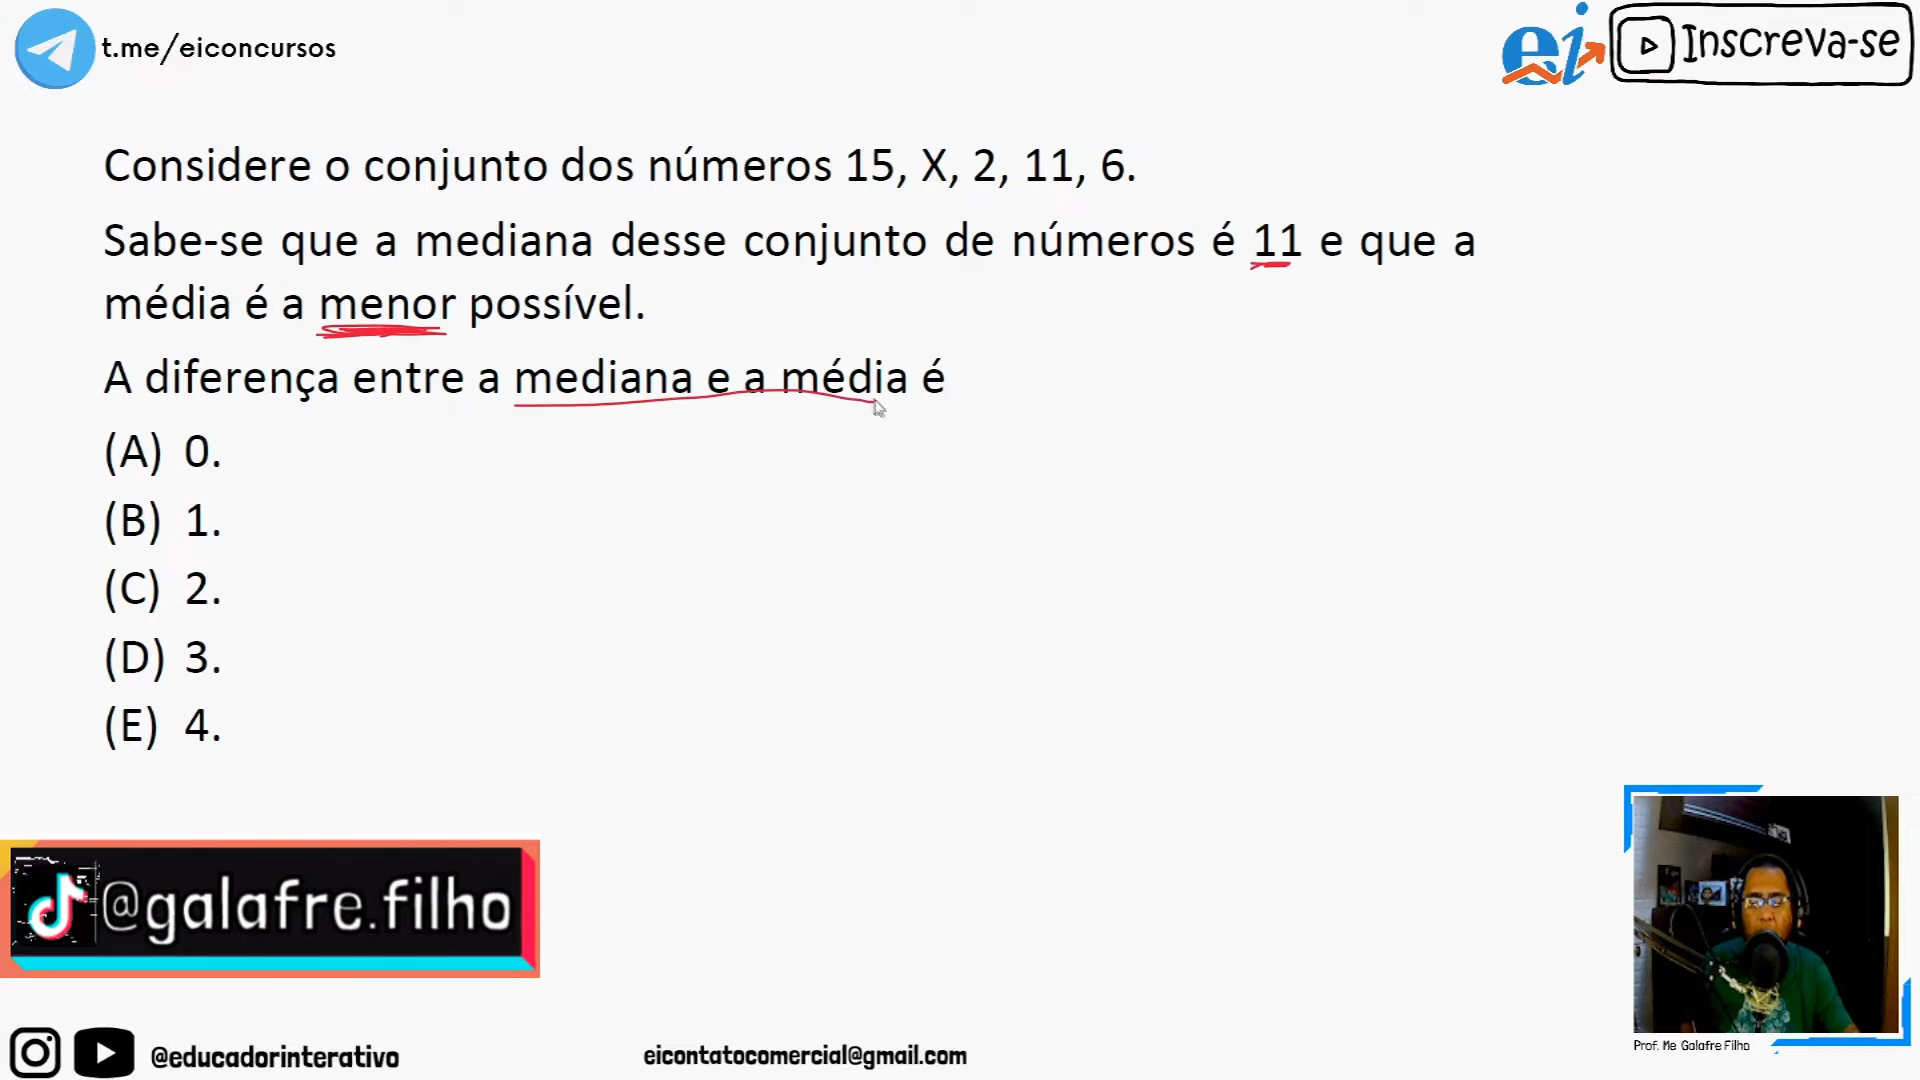 t.me/eiconcursos
ei
Inscreva-se
Considere o conjunto dos números 15, X, 2, 11, 6.
Sabe-se que a mediana desse conjunto de números é 11 e que a
média é a menor possível.
A diferença entre a mediana e a média é
(A) 0.
(B) 1.
(C) 2.
(D) 3.
(E) 4.
@galafre.filho
Prof. Me Galafre Filho
@educadorinterativo
eicontatocomercial@gmail.com